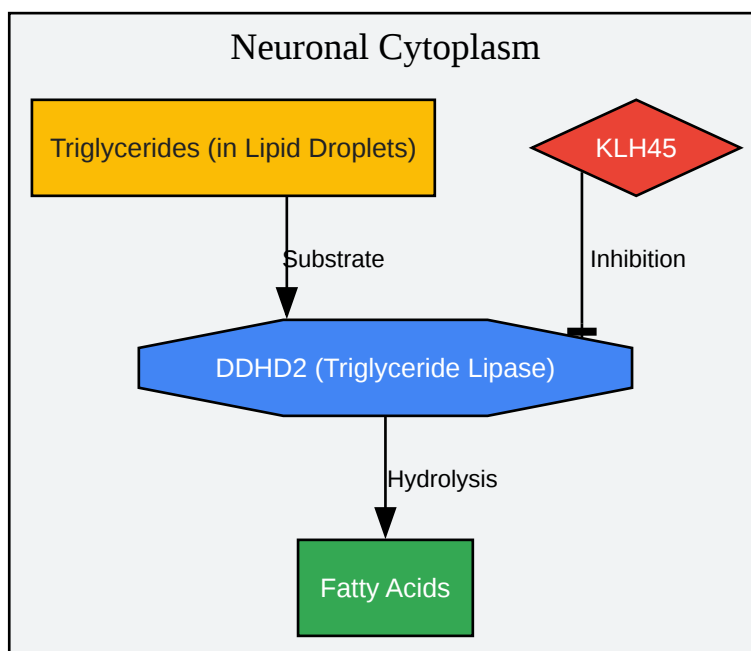 Neuronal Cytoplasm
Triglycerides (in Lipid Droplets)
KLH45
Substrate
Inhibition
DDHD2 (Triglyceride Lipase)
Hydrolysis
Fatty Acids